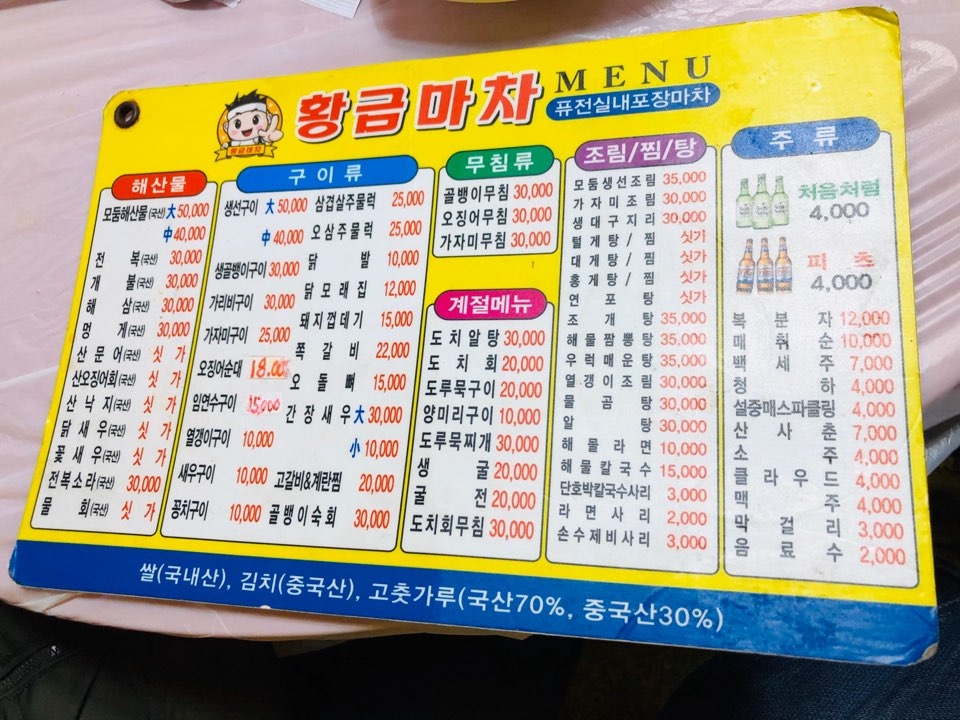 황금마차 MENU
퓨전실내포장마차
황금마차
해산물
모둠해산물(국산) 大 50,000
中 40,000
전복(국산) 30,000
개불(국산) 30,000
해삼(국산) 30,000
멍게(국산) 30,000
산문어(국산) 싯가
산오징어회(국산) 싯가
산낙지(국산) 싯가
닭새우(국산) 싯가
꽃새우(국산) 싯가
전복소라(국산) 30,000
물회(국산) 싯가
구이류
생선구이 大 50,000
中 40,000
생골뱅이구이 30,000
가리비구이 30,000
가자미구이 25,000
오징어순대 18.000
임연수구이 15,000
열갱이구이 10,000
새우구이 10,000
꽁치구이 10,000
삼겹살주물럭 25,000
오삼주물럭 25,000
닭발 10,000
닭모래집 12,000
돼지껍데기 15,000
쪽갈비 22,000
오돌뼈 15,000
간장새우 大 30,000
小 10,000
고갈비&계란찜 20,000
골뱅이숙회 30,000
무침류
골뱅이무침 30,000
오징어무침 30,000
가자미무침 30,000
계절메뉴
도치알탕 30,000
도치회 20,000
도루묵구이 20,000
양미리구이 10,000
도루묵찌개 30,000
생굴 20,000
굴전 20,000
도치회무침 30,000
조림/찜/탕
모둠생선조림 35,000
가자미조림 30,000
생대구지리 30,000
털게탕/찜 싯가
대게탕/찜 싯가
홍게탕/찜 싯가
연포탕 싯가
조개탕 35,000
해물짬뽕탕 35,000
우럭매운탕 35,000
열갱이조림 30,000
물곰탕 30,000
알탕 30,000
해물라면 10,000
해물칼국수 15,000
단호박칼국수사리 3,000
라면사리 2,000
손수제비사리 3,000
주류
처음처럼
4,000
피츠
4,000
복분자 12,000
매취순 10,000
백세주 7,000
청하 4,000
설중매스파클링 4,000
산사춘 7,000
소주 4,000
클라우드 4,000
맥주 4,000
막걸리 3,000
음료수 2,000
쌀(국내산), 김치(중국산), 고춧가루(국산70%, 중국산30%)